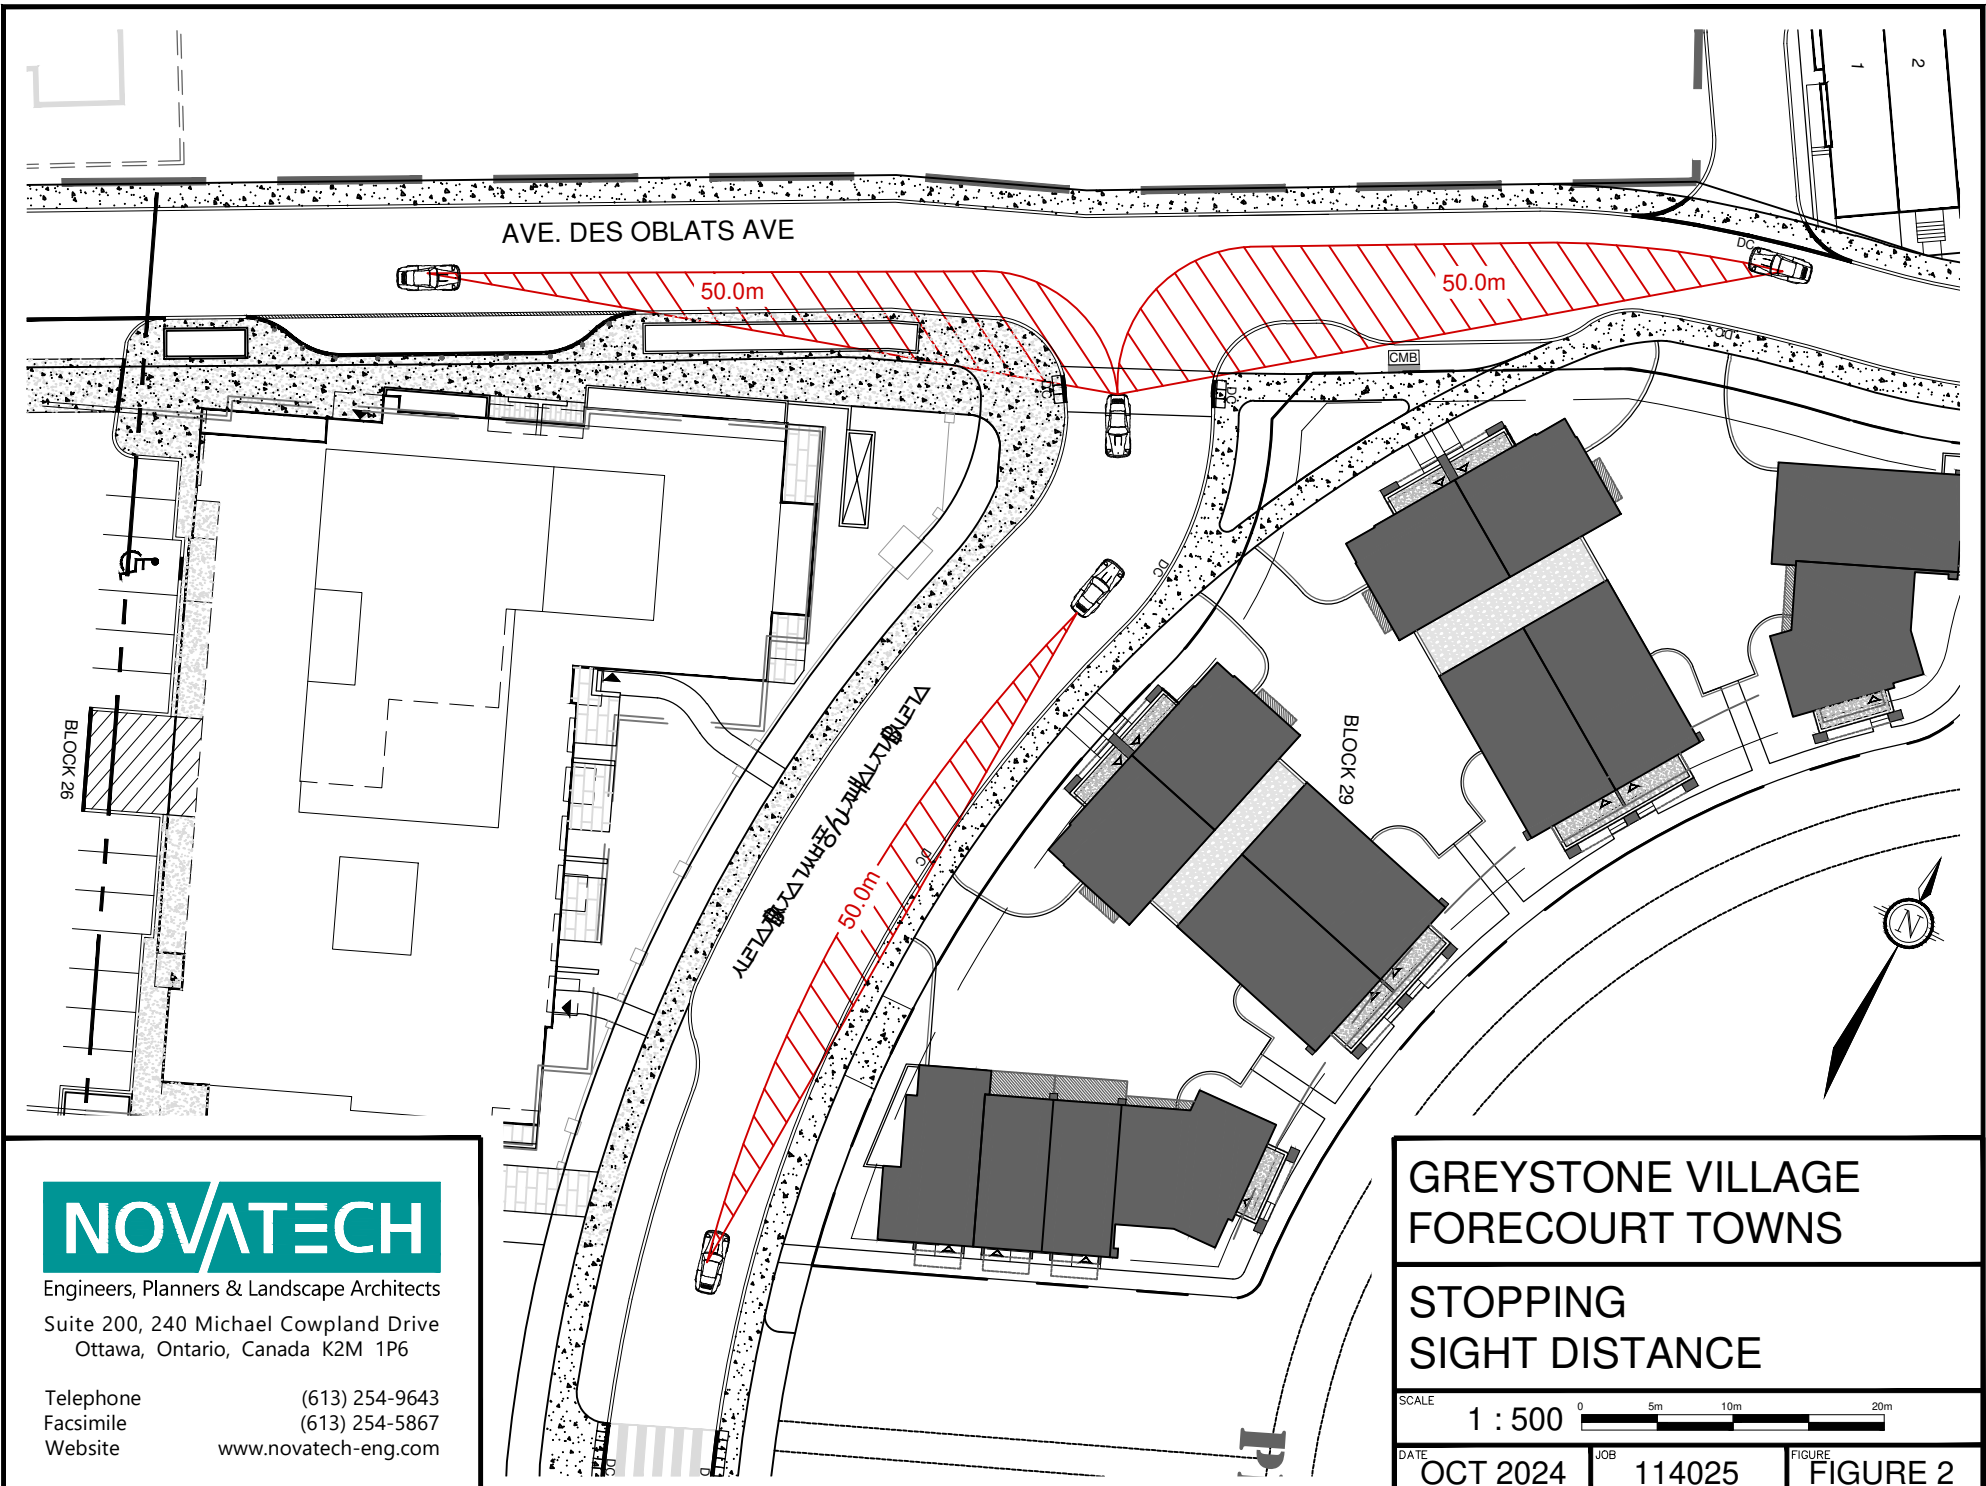 1
2
AVE. DES OBLATS AVE
DC
50.0m
50.0m
DC
CMB
DC
DC
DC
BLOCK 29
BLOCK 26
DC
50.0m
N
NOVATECH
Engineers, Planners & Landscape Architects
Suite 200, 240 Michael Cowpland Drive
Ottawa, Ontario, Canada K2M 1P6
Telephone (613) 254-9643
Facsimile (613) 254-5867
Website www.novatech-eng.com
DC
GREYSTONE VILLAGE
FORECOURT TOWNS
STOPPING
SIGHT DISTANCE
SCALE
1 : 500
0 5m 10m 20m
DATE
OCT 2024
JOB
114025
FIGURE
FIGURE 2